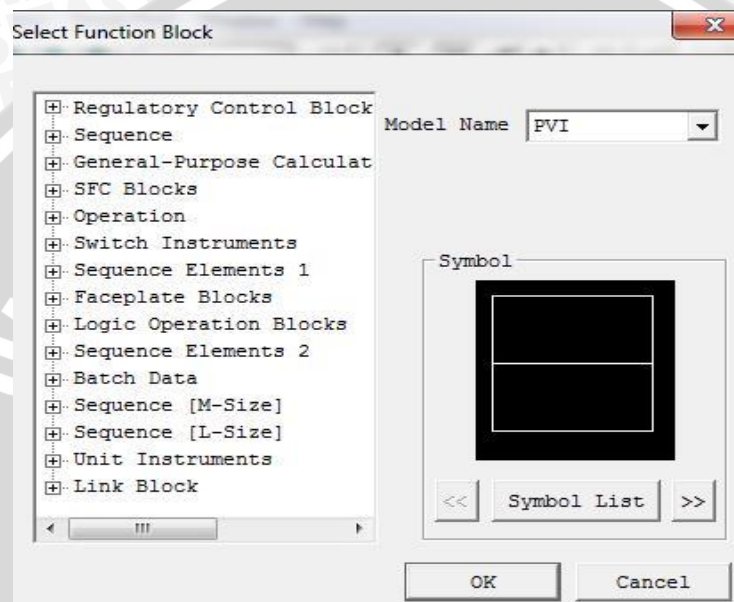 Select Function Block
Regulatory Control Block
Sequence
General-Purpose Calculat
SFC Blocks
Operation
Switch Instruments
Sequence Elements 1
Faceplate Blocks
Logic Operation Blocks
Sequence Elements 2
Batch Data
Sequence [M-Size]
Sequence [L-Size]
Unit Instruments
Link Block
Model Name PVI
Symbol
<< Symbol List >>
OK Cancel